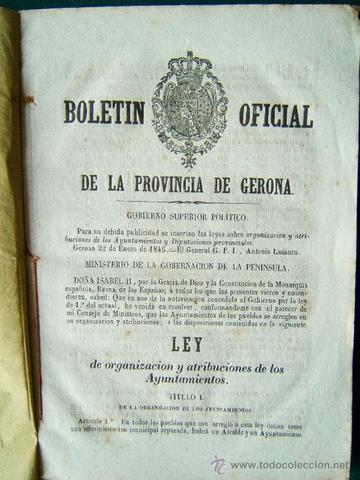 BOLETIN OFICIAL
DE LA PROVINCIA DE GERONA.
GOBIERNO SUPERIOR POLÍTICO.
Para su debida publicidad se insertan las leyes sobre organizacion y atri-
buciones de los Ayuntamientos y Diputaciones provinciales.
Gerona 22 de Enero de 1845.—El General G. P. I., Antonio Lasauca.
MINISTERIO DE LA GOBERNACION DE LA PENINSULA.
DOÑA ISABEL II, por la Gracia de Dios y la Constitucion de la Monarquía
española, Reina de las Españas; à todos los que las presentes vieren y enten-
dieren, sabed: Que en uso de la autorizacion concedida al Gobierno por la ley
de 1.º del actual, he venido en resolver, conformándome con el parecer de
mi Consejo de Ministros, que los Ayuntamientos de los pueblos se arreglen en
su organizacion y atribuciones, à las disposiciones contenidas en la siguiente
LEY
de organizacion y atribuciones de los
Ayuntamientos.
TITULO I.
DE LA ORGANIZACION DE LOS AYUNTAMIENTOS
Artículo 1.º En todos los pueblos que con arreglo à esta ley deban tener
una administracion municipal separada, habrá un Alcalde y un Ayuntamiento.
todocoleccion.net
© www.todocoleccion.net